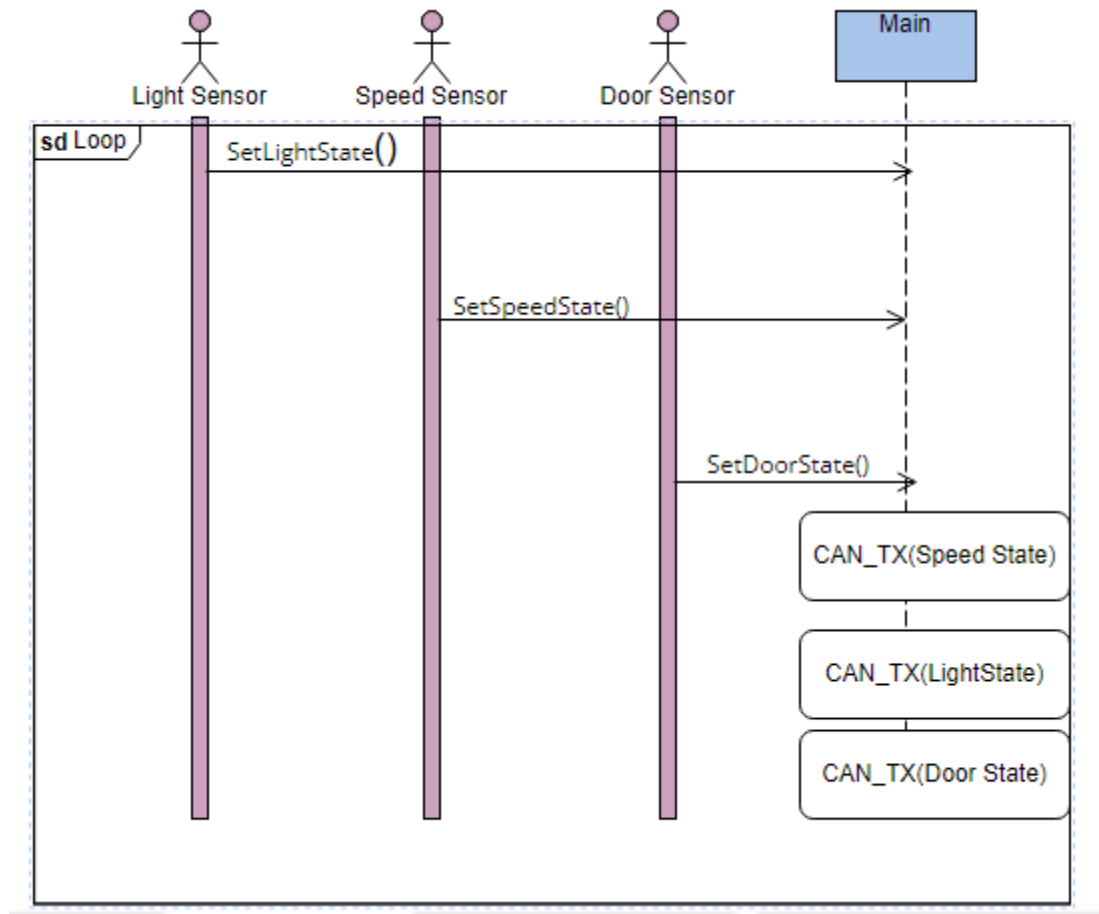 Main
Light Sensor
Speed Sensor
Door Sensor
sd Loop
SetLightState()
SetSpeedState()
SetDoorState()
CAN_TX(Speed State)
CAN_TX(LightState)
CAN_TX(Door State)